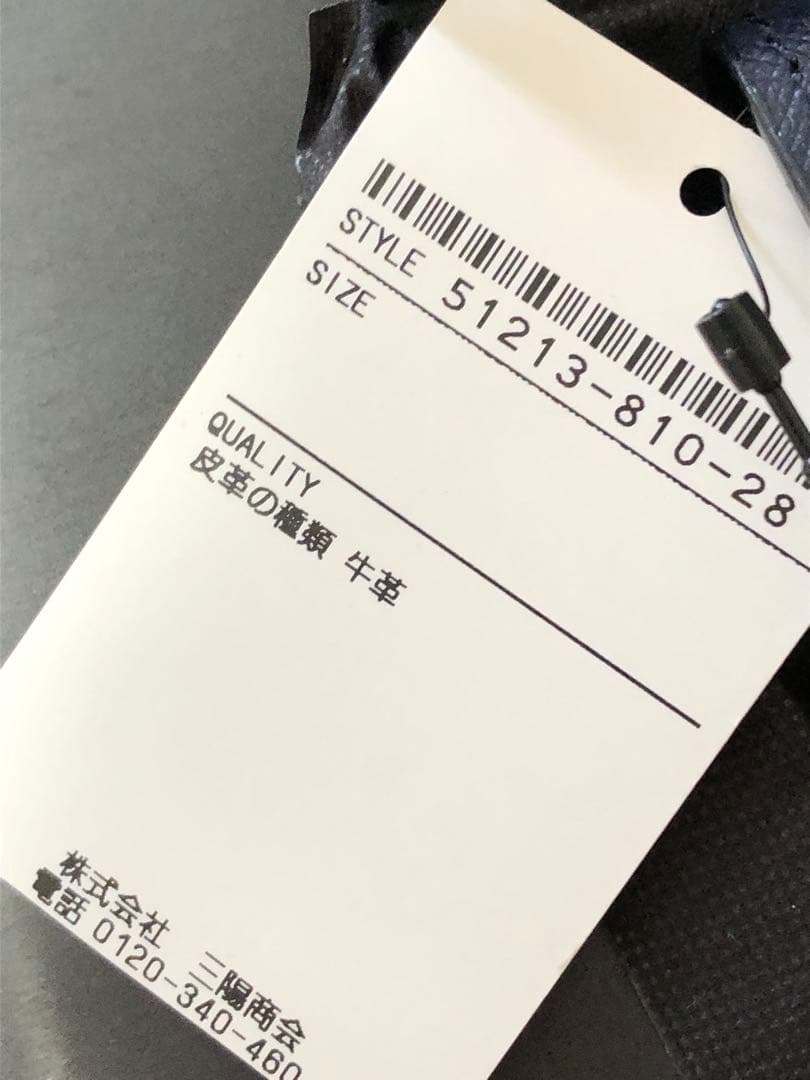 STYLE 51213-810-28
SIZE
QUALITY
皮革の種類 牛革
株式会社 三陽商会
電話 0120-340-460